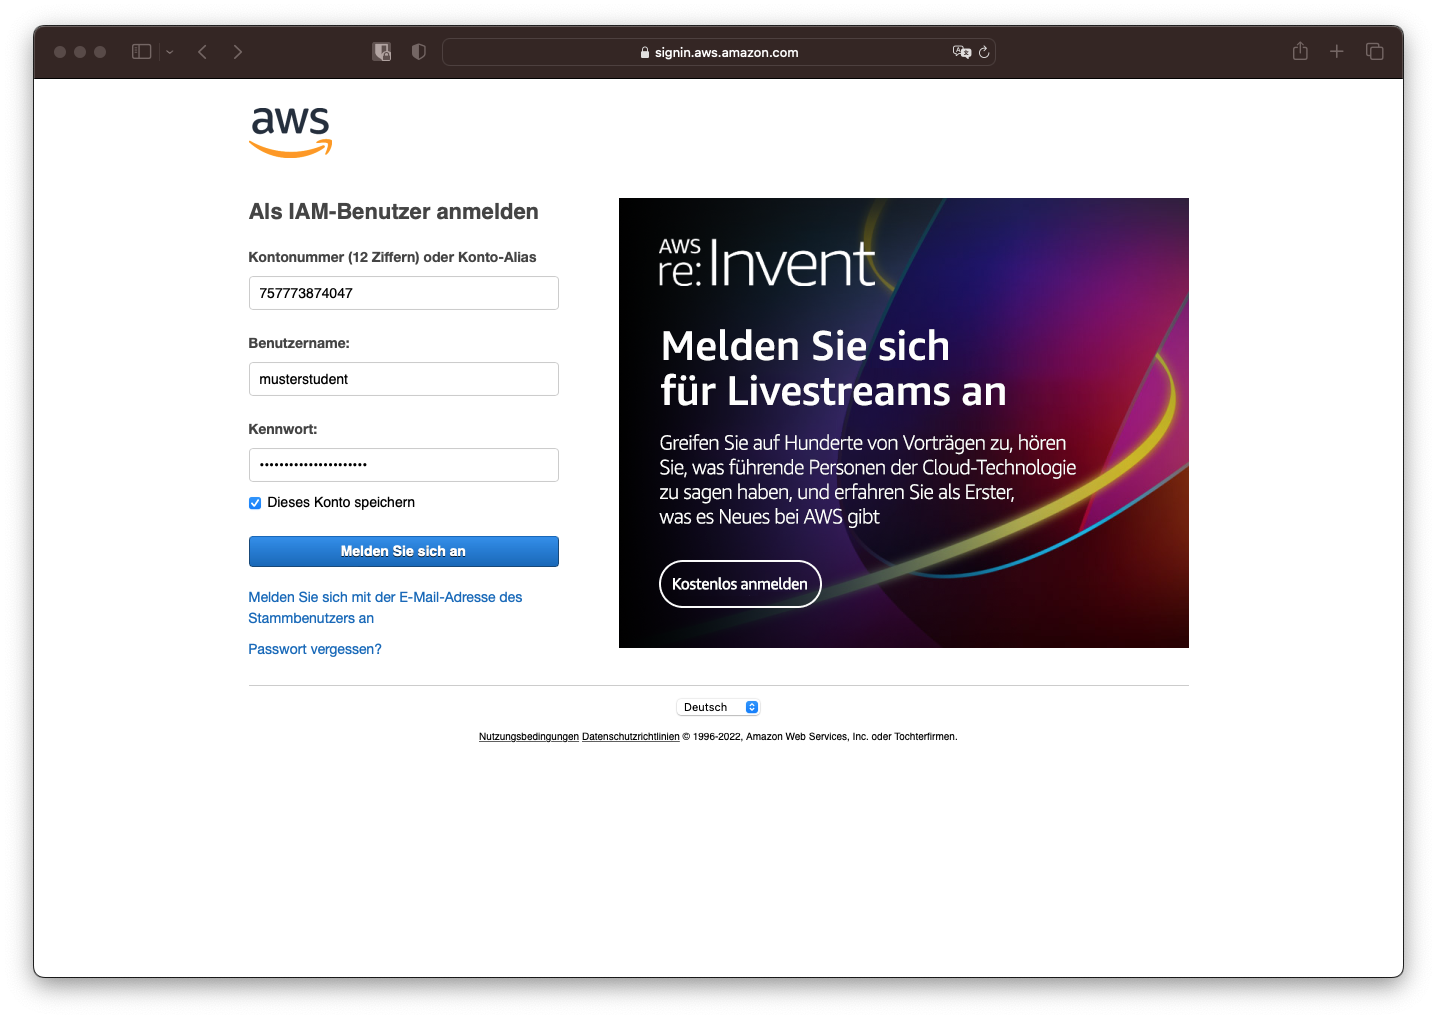 signin.aws.amazon.com
aws
Als IAM-Benutzer anmelden
Kontonummer (12 Ziffern) oder Konto-Alias
757773874047
Benutzername:
musterstudent
Kennwort:
••••••••••••••••••••••
Dieses Konto speichern
Melden Sie sich an
Melden Sie sich mit der E-Mail-Adresse des
Stammbenutzers an
Passwort vergessen?
AWS
re:Invent
Melden Sie sich
für Livestreams an
Greifen Sie auf Hunderte von Vorträgen zu, hören
Sie, was führende Personen der Cloud-Technologie
zu sagen haben, und erfahren Sie als Erster,
was es Neues bei AWS gibt
Kostenlos anmelden
Deutsch
Nutzungsbedingungen Datenschutzrichtlinien © 1996-2022, Amazon Web Services, Inc. oder Tochterfirmen.